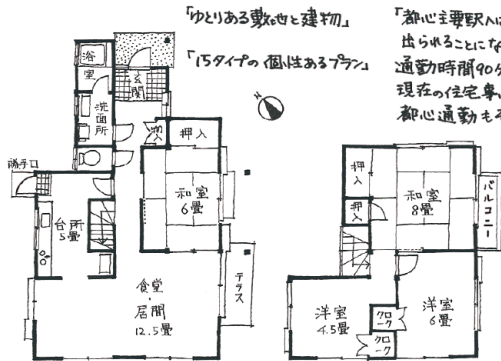 「ゆとりある敷地と建物」
「15タイプの個性あるプラン」
「都心主要駅へは
出られることにな
通勤時間90分
現在の住宅事
都心通勤も
浴
室
玄
関
洗
面
所
押入
押入
勝手口
台所
5畳
和室
6畳
テラス
食堂
・
居間
12.5畳
押
入
押
入
和室
8畳
バルコニー
洋室
4.5畳
クロ
ーク
クロ
ーク
洋室
6畳